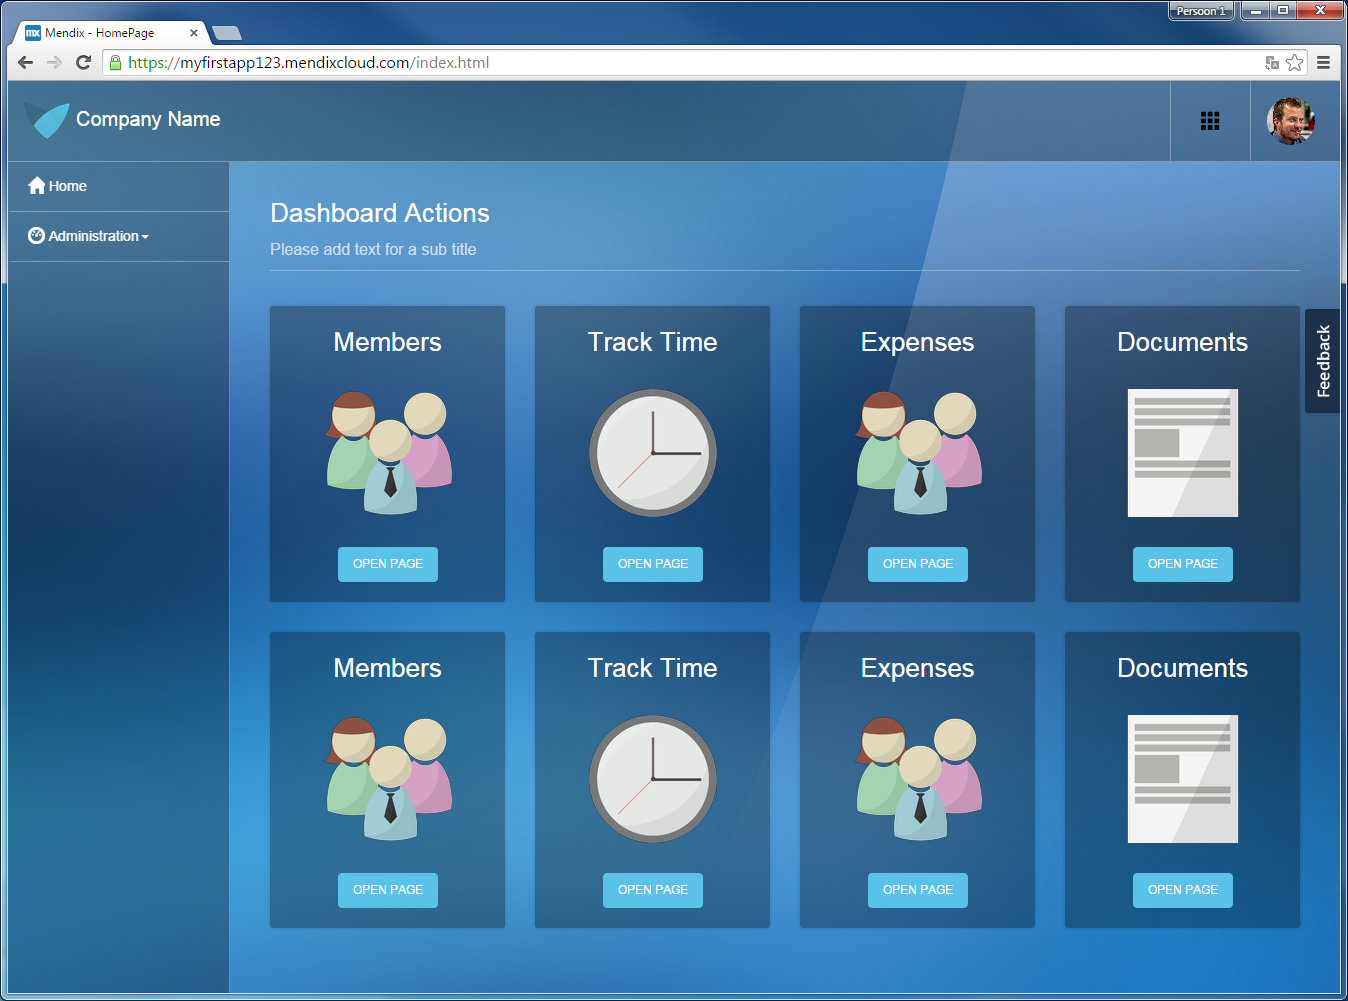 Persoon 1
mx Mendix - HomePage
https://myfirstapp123.mendixcloud.com/index.html
Company Name
Home
Administration
Dashboard Actions
Please add text for a sub title
Members
Track Time
Expenses
Documents
Feedback
OPEN PAGE
OPEN PAGE
OPEN PAGE
OPEN PAGE
Members
Track Time
Expenses
Documents
OPEN PAGE
OPEN PAGE
OPEN PAGE
OPEN PAGE